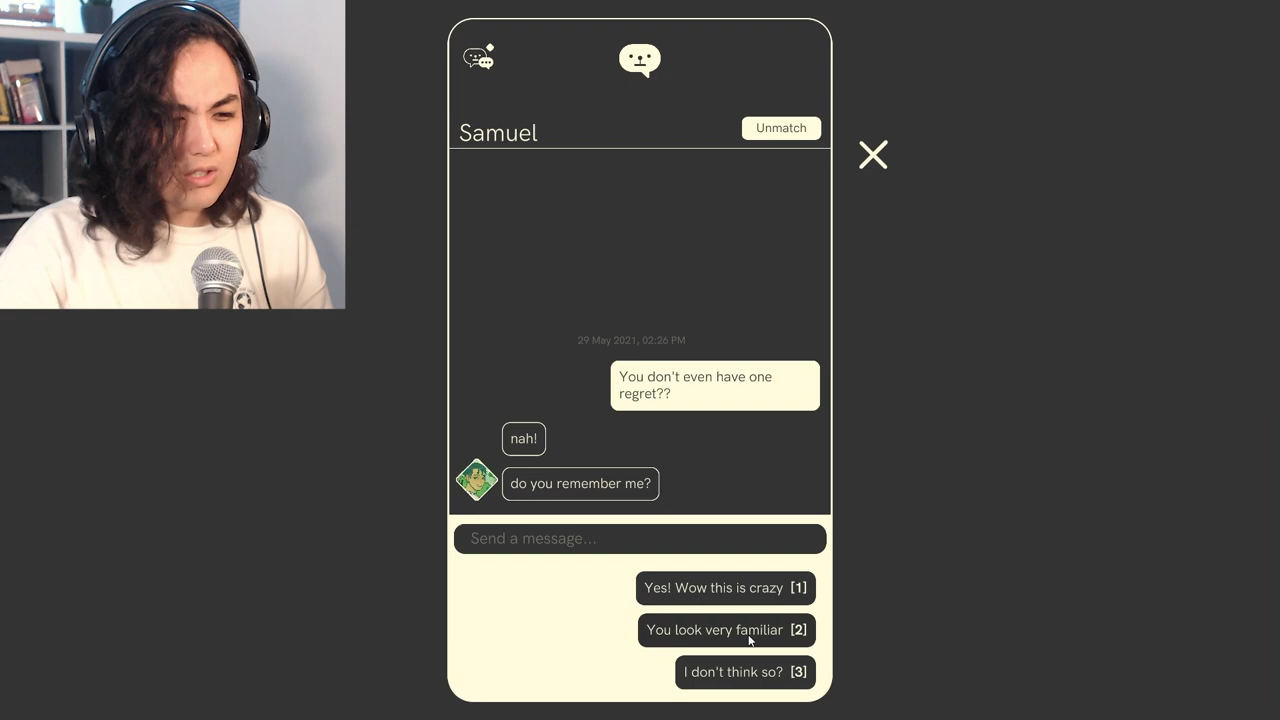 Samuel
Unmatch
29 May 2021, 02:26 PM
You don't even have one
regret??
nah!
do you remember me?
Send a message...
Yes! Wow this is crazy [1]
You look very familiar [2]
I don't think so? [3]